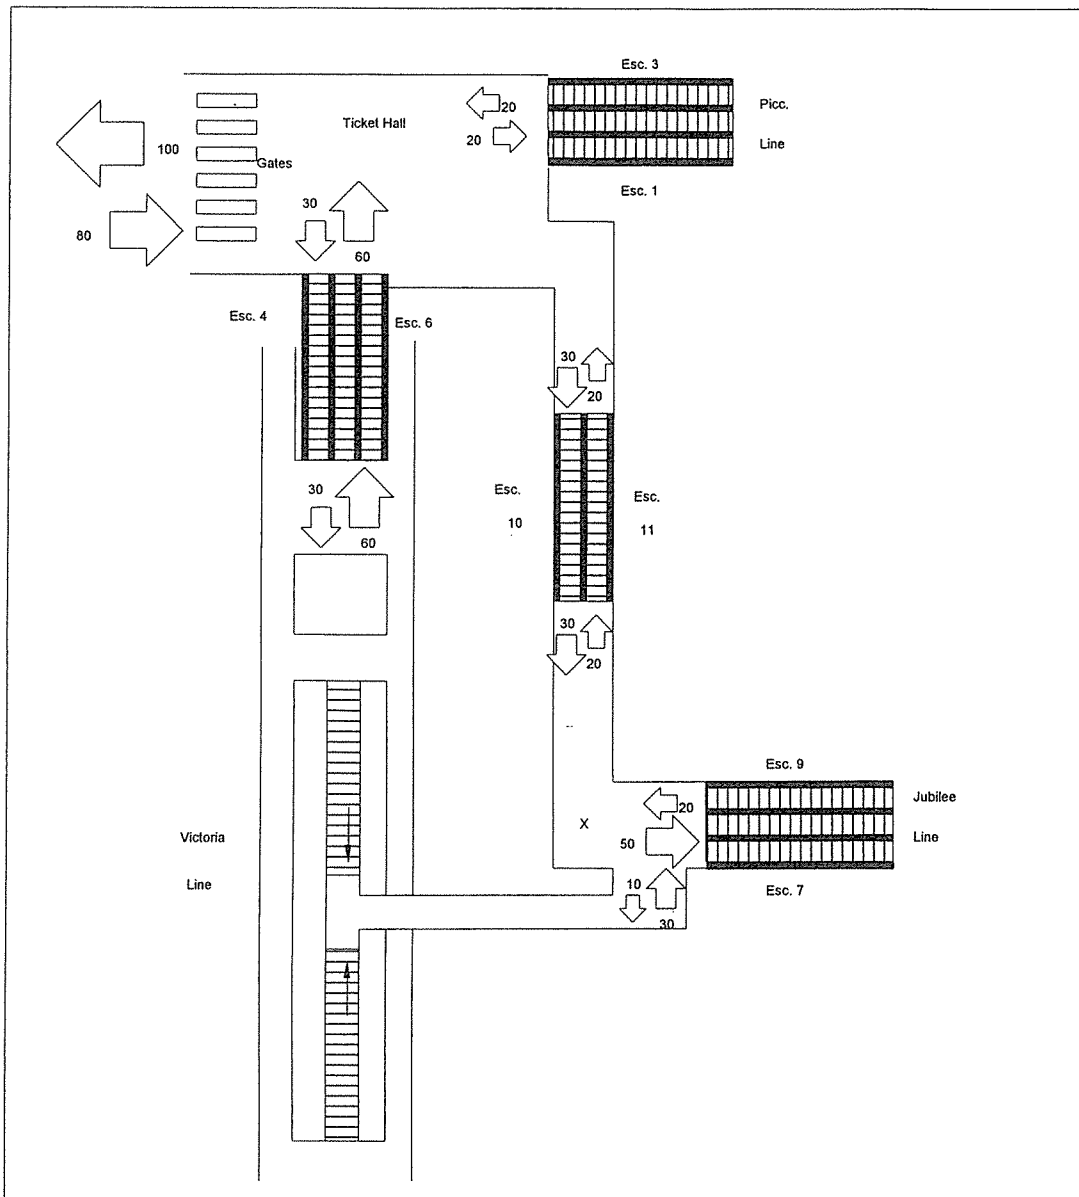 Esc. 3
20
Picc.
Ticket Hall
20
Line
100
Gates
Esc. 1
30
80
60
Esc. 4
Esc. 6
30
20
30
Esc.
Esc.
10
11
60
30
20
Esc. 9
Jubilee
20
X
Victoria
Line
50
Line
10
Esc. 7
30